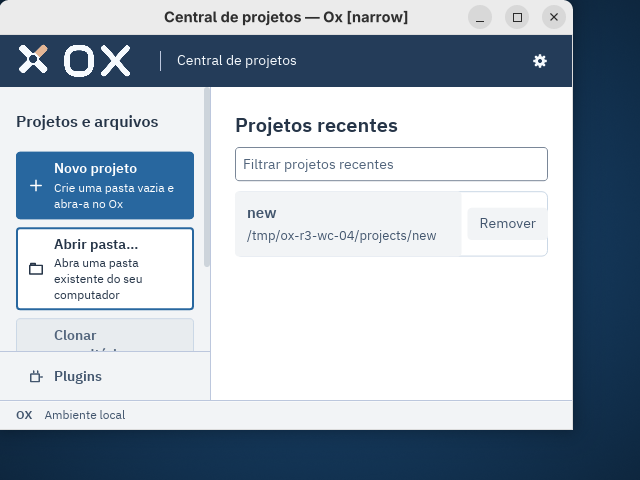 Central de projetos — Ox [narrow]
OX
Central de projetos
Projetos e arquivos
Novo projeto
Crie uma pasta vazia e
abra-a no Ox
Abrir pasta...
Abra uma pasta
existente do seu
computador
Clonar
Plugins
Projetos recentes
Filtrar projetos recentes
new
/tmp/ox-r3-wc-04/projects/new
Remover
OX Ambiente local